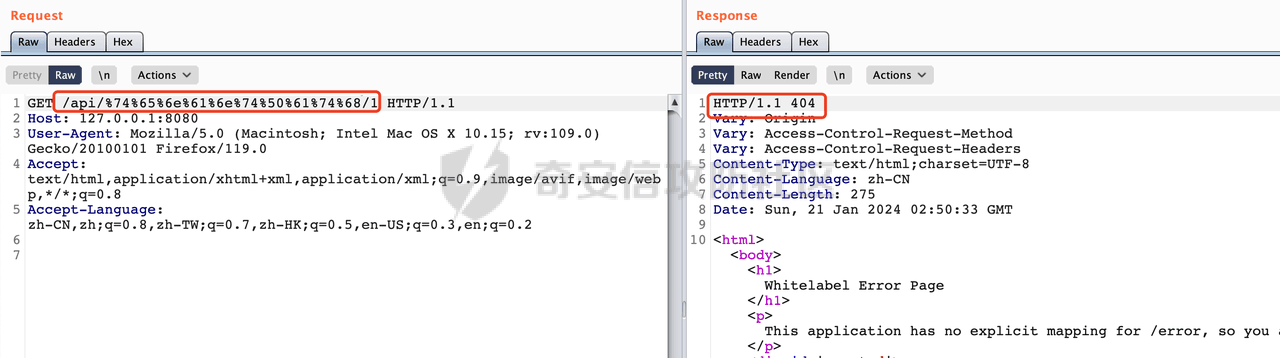 Request
Raw Headers Hex
Pretty Raw \n Actions
1 GET /api/%74%65%6e%61%6e%74%50%61%74%68/1 HTTP/1.1
2 Host: 127.0.0.1:8080
3 User-Agent: Mozilla/5.0 (Macintosh; Intel Mac OS X 10.15; rv:109.0)
Gecko/20100101 Firefox/119.0
4 Accept:
text/html,application/xhtml+xml,application/xml;q=0.9,image/avif,image/web
p,*/*;q=0.8
5 Accept-Language:
zh-CN,zh;q=0.8,zh-TW;q=0.7,zh-HK;q=0.5,en-US;q=0.3,en;q=0.2
6
7
Response
Raw Headers Hex
Pretty Raw Render \n Actions
1 HTTP/1.1 404
2 Vary: Origin
3 Vary: Access-Control-Request-Method
4 Vary: Access-Control-Request-Headers
5 Content-Type: text/html;charset=UTF-8
6 Content-Language: zh-CN
7 Content-Length: 275
8 Date: Sun, 21 Jan 2024 02:50:33 GMT
9
10 <html>
<body>
<h1>
Whitelabel Error Page
</h1>
<p>
This application has no explicit mapping for /error, so you
</p>
奇安信攻防社区